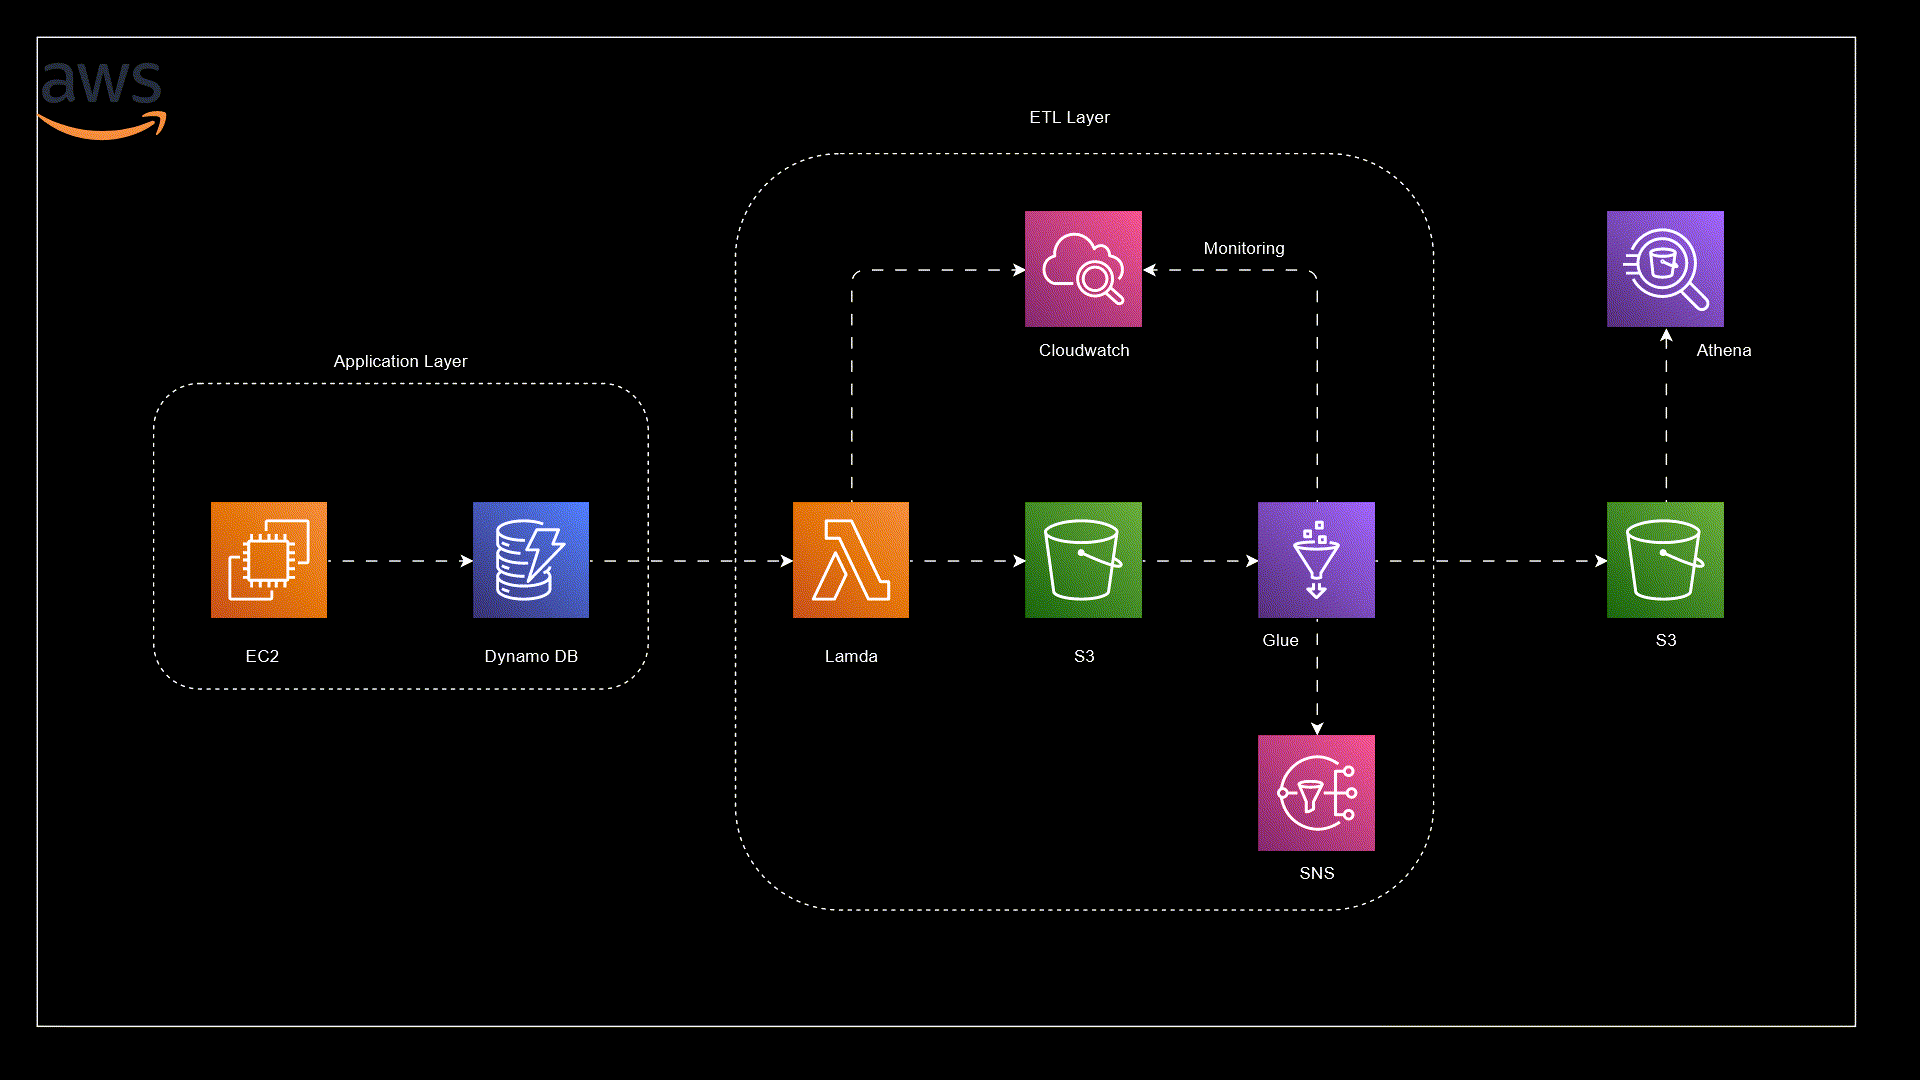 aws
ETL Layer
Monitoring
Cloudwatch
Athena
Application Layer
EC2
Dynamo DB
Lamda
S3
Glue
S3
SNS